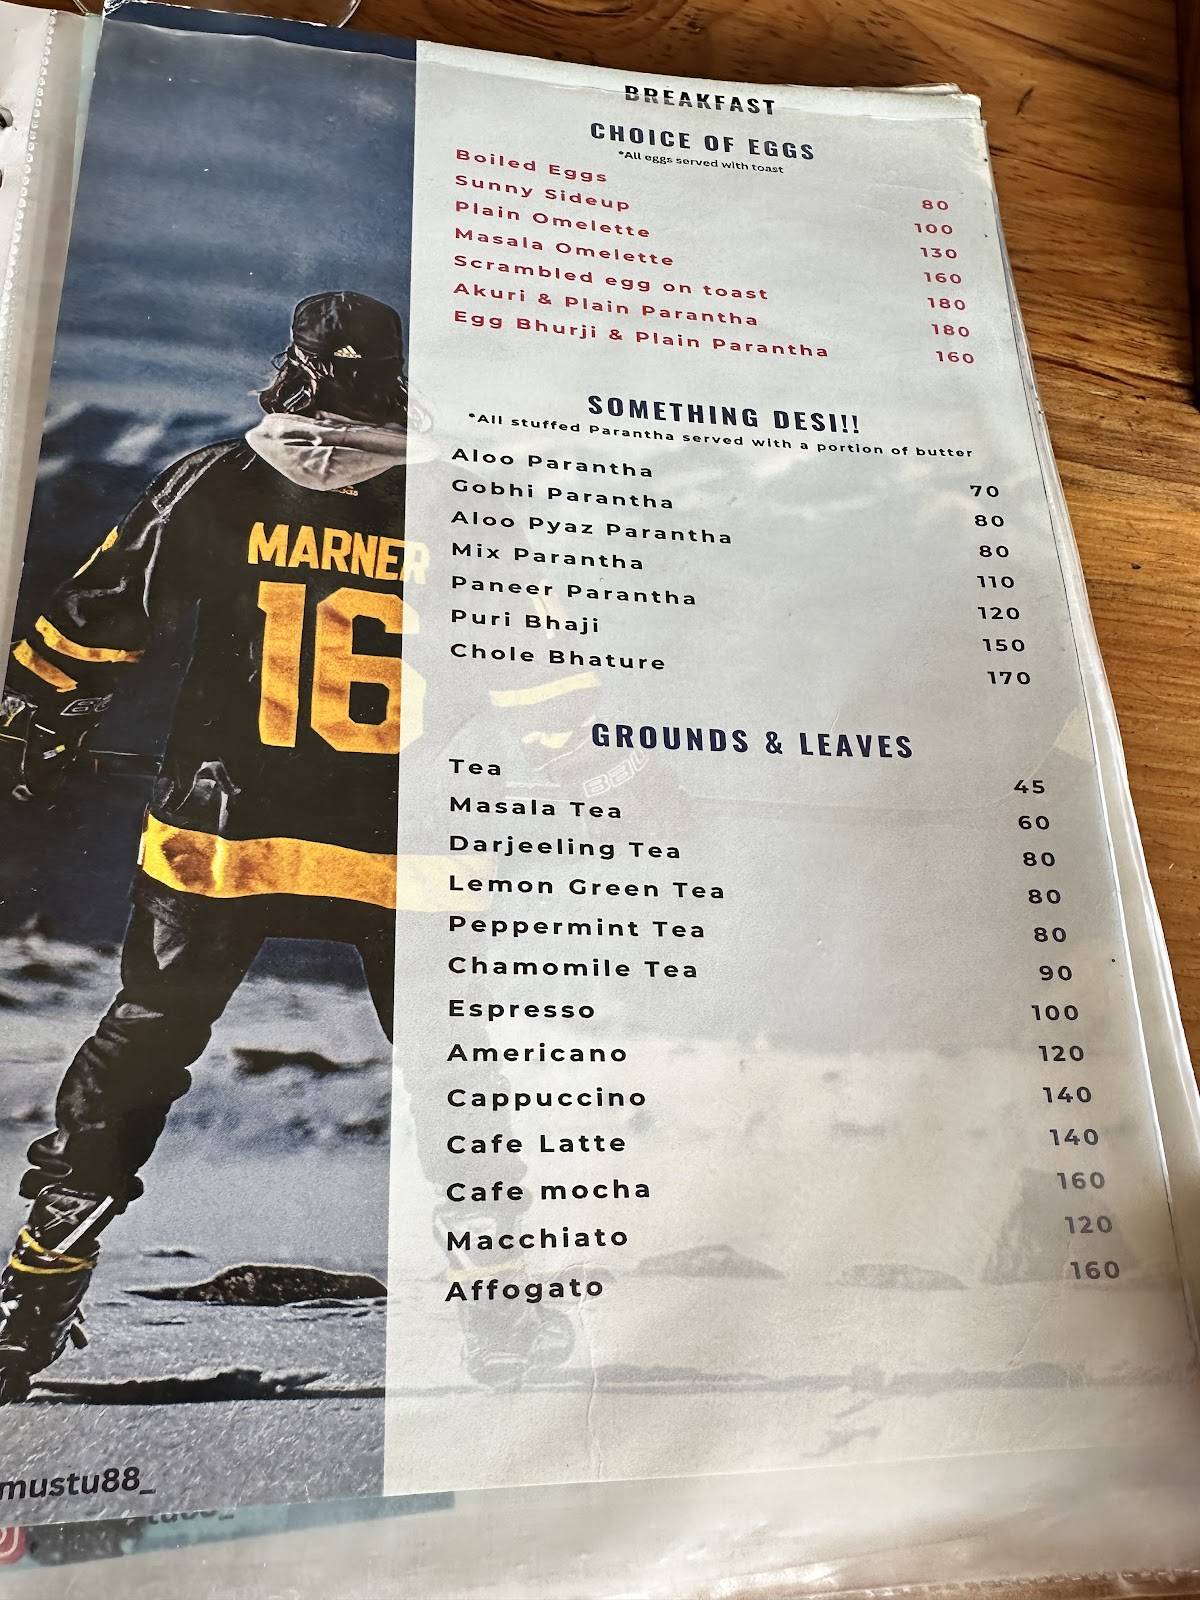 BREAKFAST
CHOICE OF EGGS
*All eggs served with toast
Boiled Eggs 80
Sunny Sideup 100
Plain Omelette 130
Masala Omelette 160
Scrambled egg on toast 180
Akuri & Plain Parantha 180
Egg Bhurji & Plain Parantha 160
SOMETHING DESI!!
*All stuffed Parantha served with a portion of butter
Aloo Parantha 70
Gobhi Parantha 80
Aloo Pyaz Parantha 80
Mix Parantha 110
Paneer Parantha 120
Puri Bhaji 150
Chole Bhature 170
GROUNDS & LEAVES
Tea 45
Masala Tea 60
Darjeeling Tea 80
Lemon Green Tea 80
Peppermint Tea 80
Chamomile Tea 90
Espresso 100
Americano 120
Cappuccino 140
Cafe Latte 140
Cafe mocha 160
Macchiato 120
Affogato 160
MARNER
16
mustu88_